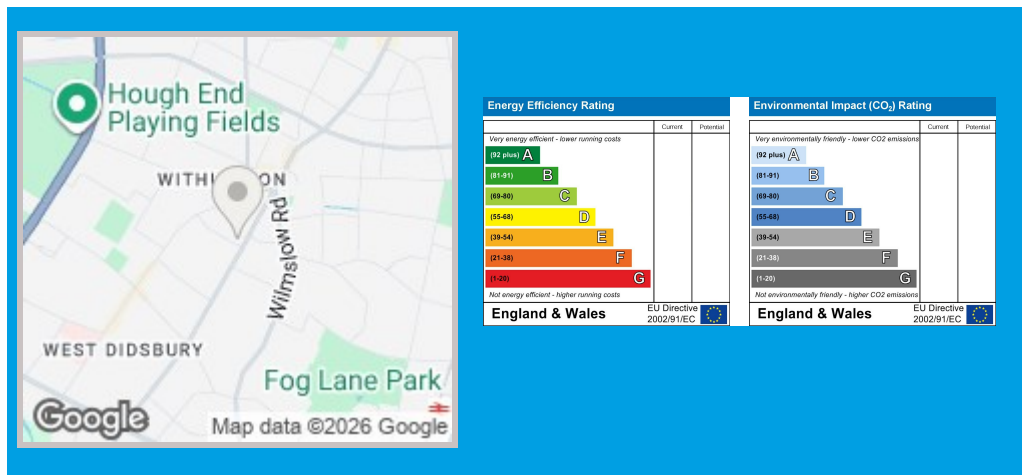 Hough End
Playing Fields
WITHI ON
Wilmslow Rd
WEST DIDSBURY
Fog Lane Park
Google
Map data ©2026 Google
Energy Efficiency Rating
Current Potential
Very energy efficient - lower running costs
(92 plus) A
(81-91) B
(69-80) C
(55-68) D
(39-54) E
(21-38) F
(1-20) G
Not energy efficient - higher running costs
England & Wales
EU Directive
2002/91/EC
Environmental Impact (CO₂) Rating
Current Potential
Very environmentally friendly - lower CO2 emissions
(92 plus) A
(81-91) B
(69-80) C
(55-68) D
(39-54) E
(21-38) F
(1-20) G
Not environmentally friendly - higher CO2 emissions
England & Wales
EU Directive
2002/91/EC